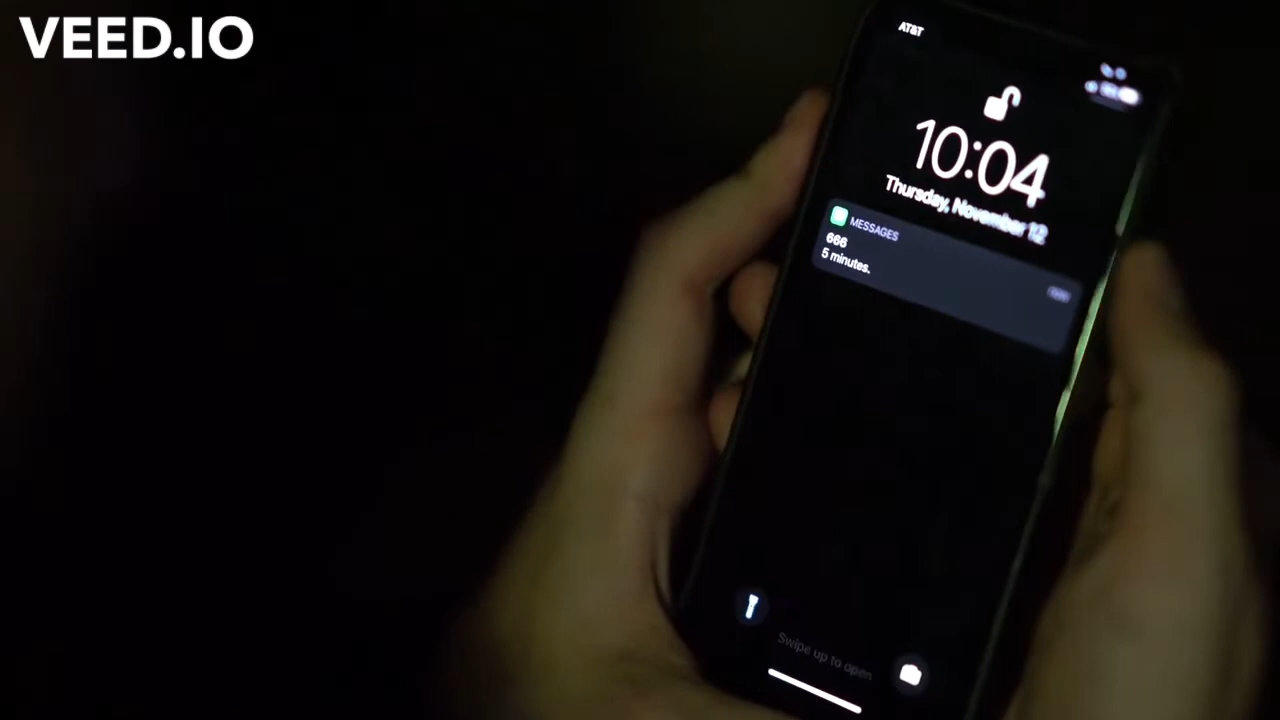 VEED.IO
AT&T
10:04
Thursday, November 12
MESSAGES
666
5 minutes.
Swipe up to open